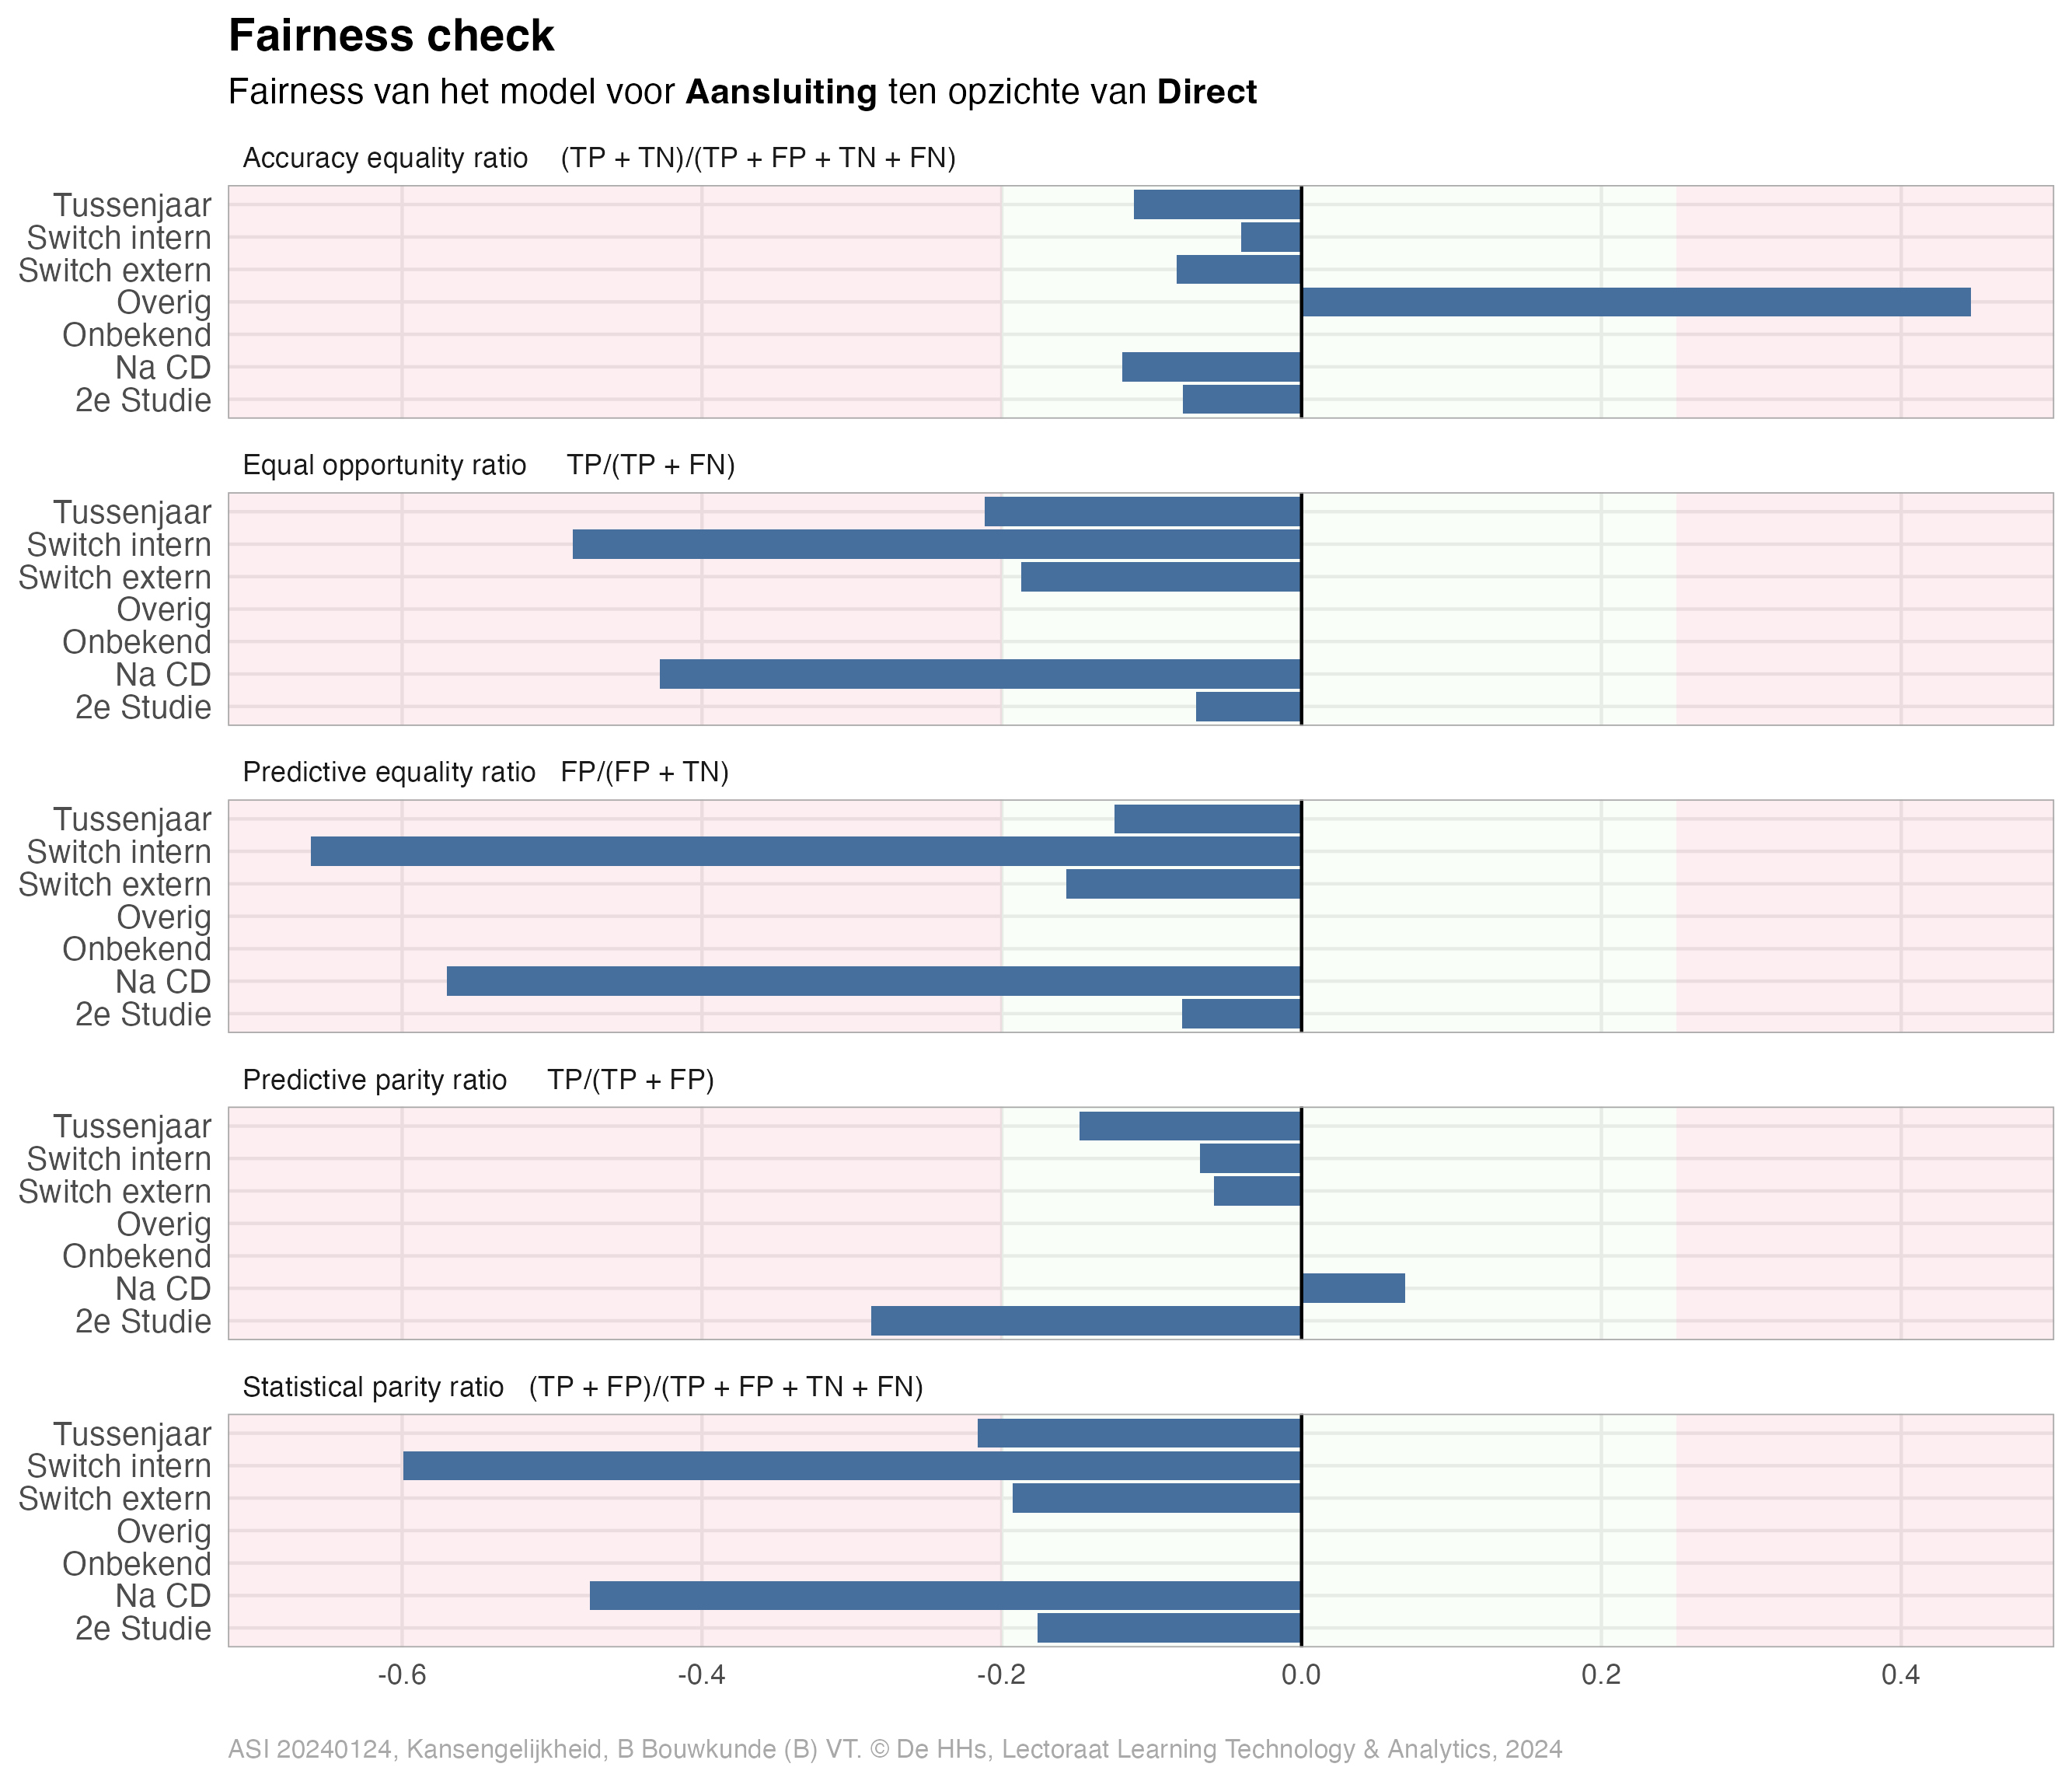 Fairness check
Fairness van het model voor Aansluiting ten opzichte van Direct
Accuracy equality ratio (TP + TN)/(TP + FP + TN + FN)
Tussenjaar
Switch intern
Switch extern
Overig
Onbekend
Na CD
2e Studie
Equal opportunity ratio TP/(TP + FN)
Tussenjaar
Switch intern
Switch extern
Overig
Onbekend
Na CD
2e Studie
Predictive equality ratio FP/(FP + TN)
Tussenjaar
Switch intern
Switch extern
Overig
Onbekend
Na CD
2e Studie
Predictive parity ratio TP/(TP + FP)
Tussenjaar
Switch intern
Switch extern
Overig
Onbekend
Na CD
2e Studie
Statistical parity ratio (TP + FP)/(TP + FP + TN + FN)
Tussenjaar
Switch intern
Switch extern
Overig
Onbekend
Na CD
2e Studie
-0.6 -0.4 -0.2 0.0 0.2 0.4
ASI 20240124, Kansengelijkheid, B Bouwkunde (B) VT. © De HHs, Lectoraat Learning Technology & Analytics, 2024